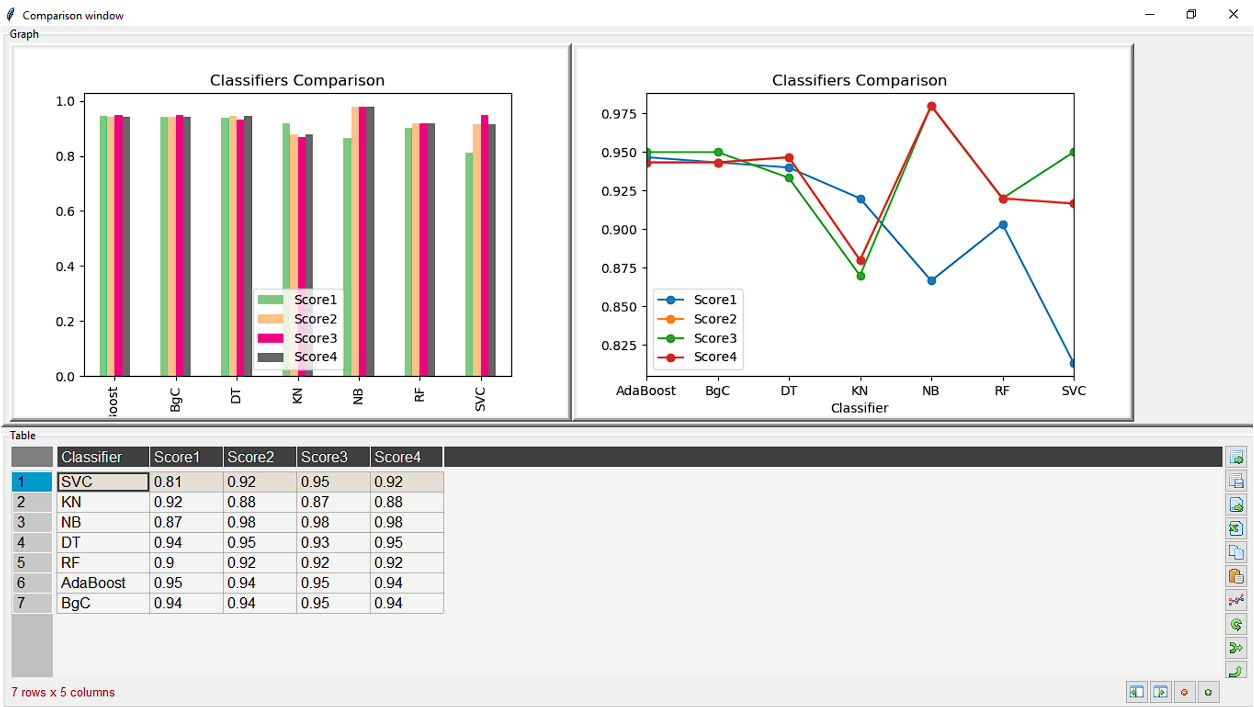 Comparison window
Graph
Classifiers Comparison
1.0
0.8
0.6
0.4
0.2
0.0
Score1
Score2
Score3
Score4
BgC
DT
KN
NB
RF
SVC
Classifiers Comparison
0.975
0.950
0.925
0.900
0.875
0.850
0.825
Score1
Score2
Score3
Score4
AdaBoost BgC DT KN NB RF SVC
Classifier
Table
Classifier Score1 Score2 Score3 Score4
1 SVC 0.81 0.92 0.95 0.92
2 KN 0.92 0.88 0.87 0.88
3 NB 0.87 0.98 0.98 0.98
4 DT 0.94 0.95 0.93 0.95
5 RF 0.9 0.92 0.92 0.92
6 AdaBoost 0.95 0.94 0.95 0.94
7 BgC 0.94 0.94 0.95 0.94
7 rows x 5 columns